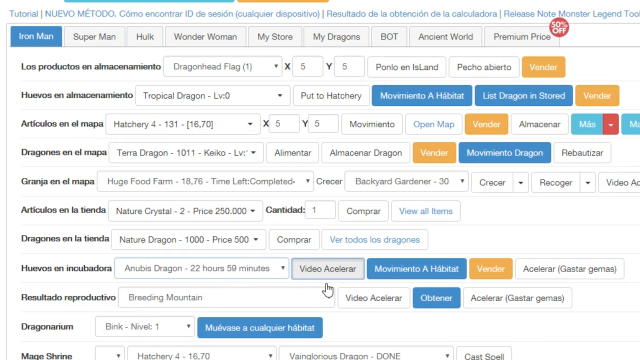 Tutorial | NUEVO MÉTODO. Cómo encontrar ID de sesión (cualquier dispositivo) | Resultado de la obtención de la calculadora | Release Note Monster Legend Tool
Iron Man Super Man Hulk Wonder Woman My Store My Dragons BOT Ancient World Premium Price 50% OFF
Los productos en almacenamiento Dragonhead Flag (1) X 5 Y 5 Ponlo en IsLand Pecho abierto Vender
Huevos en almacenamiento Tropical Dragon - Lv:0 Put to Hatchery Movimiento A Hábitat List Dragon in Stored Vender
Artículos en el mapa Hatchery 4 - 131 - [16,70] X 5 Y 5 Movimiento Open Map Vender Almacenar Más Ma
Dragones en el mapa Terra Dragon - 1011 - Keiko - Lv: Alimentar Almacenar Dragon Vender Movimiento Dragon Rebautizar
Granja en el mapa Huge Food Farm - 18,76 - Time Left:Completed Crecer Backyard Gardener - 30 Crecer Recoger Video Ac
Artículos en la tienda Nature Crystal - 2 - Price 250.000 Cantidad: 1 Comprar View all Items
Dragones en la tienda Nature Dragon - 1000 - Price 500 Comprar Ver todos los dragones
Huevos en incubadora Anubis Dragon - 22 hours 59 minutes Video Acelerar Movimiento A Hábitat Vender Acelerar (Gastar gemas)
Resultado reproductivo Breeding Mountain Video Acelerar Obtener Acelerar (Gastar gemas)
Dragonarium Bink - Nivel: 1 Muévase a cualquier hábitat
Mage Shrine Hatchery 4 - 16,70 Vainglorious Dragon - DONE Cast Spell